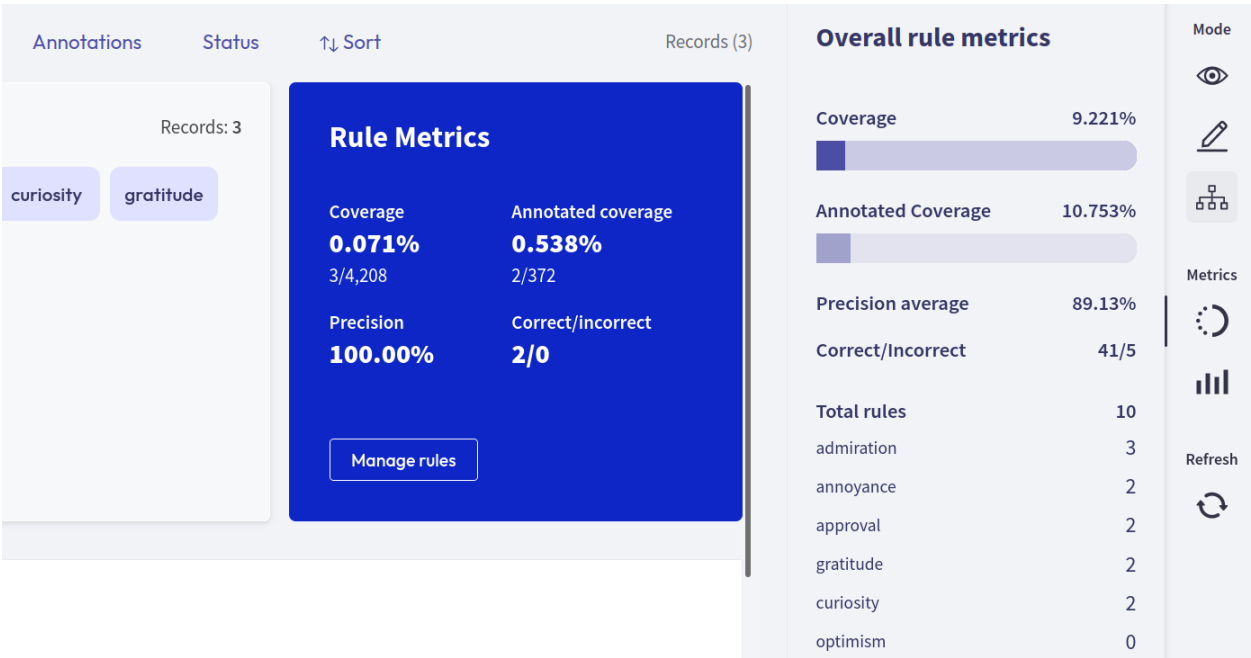 Annotations Status ↑↓ Sort Records (3)
Records: 3
curiosity gratitude
Rule Metrics
Coverage Annotated coverage
0.071% 0.538%
3/4,208 2/372
Precision Correct/incorrect
100.00% 2/0
Manage rules
Overall rule metrics
Coverage 9.221%
Annotated Coverage 10.753%
Precision average 89.13%
Correct/Incorrect 41/5
Total rules 10
admiration 3
annoyance 2
approval 2
gratitude 2
curiosity 2
optimism 0
Mode
Metrics
Refresh